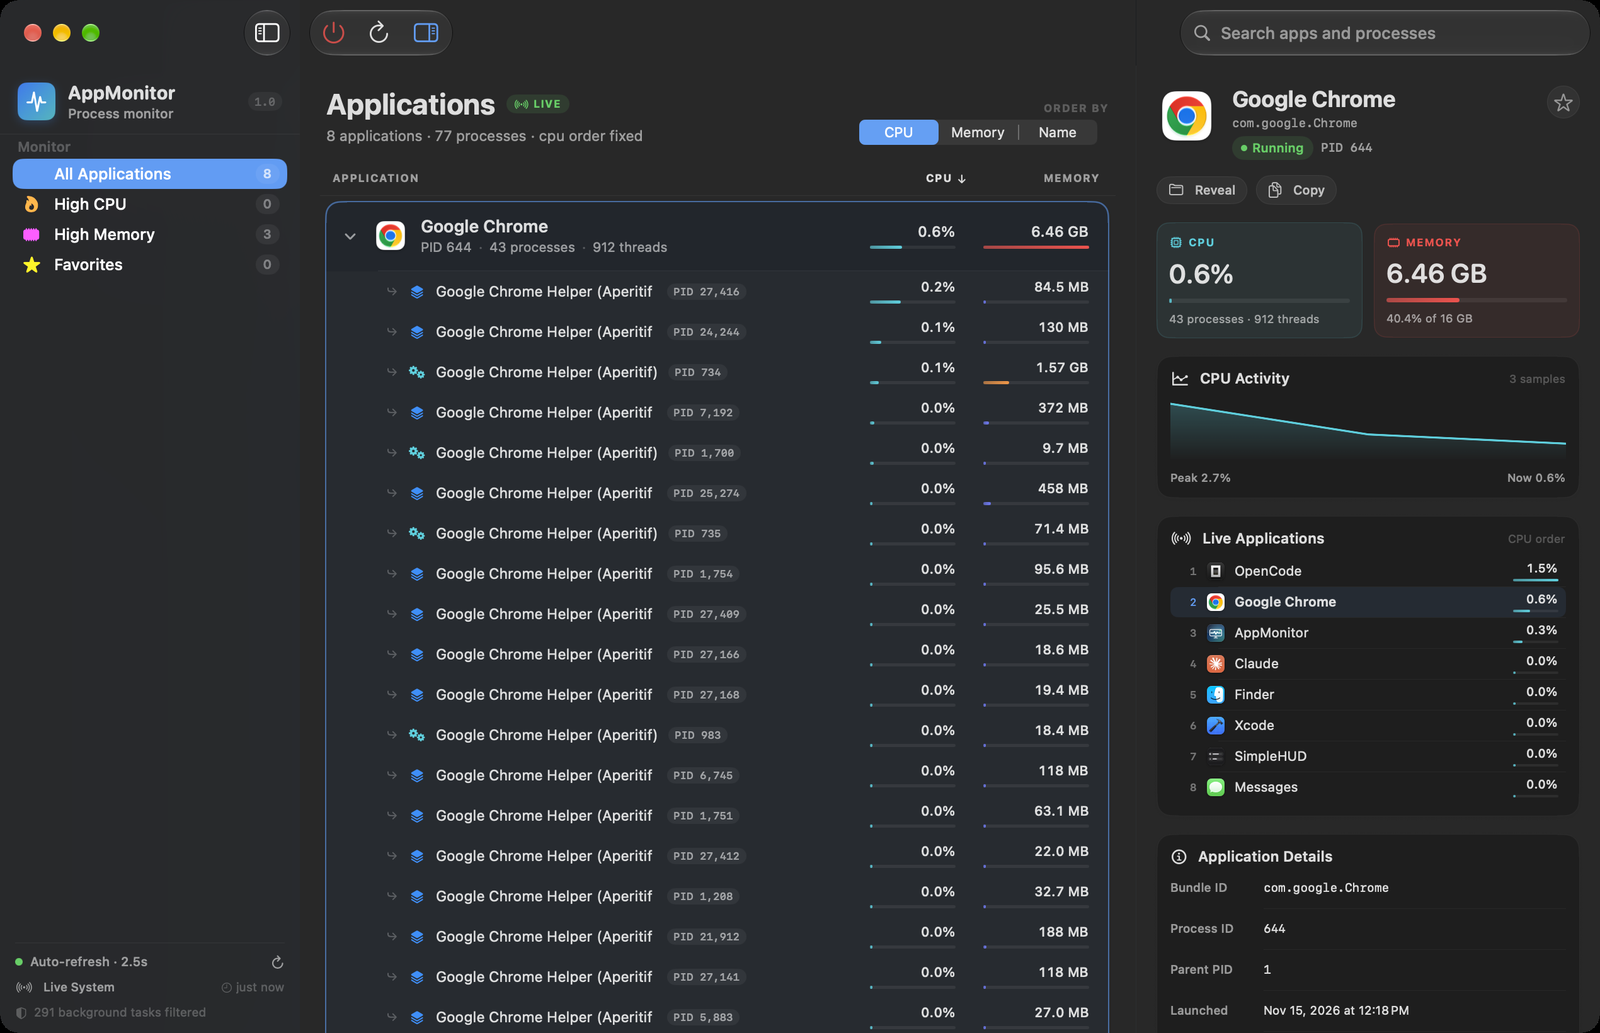 AppMonitor
Process monitor
1.0
Monitor
All Applications 8
High CPU 0
High Memory 3
Favorites 0
Auto-refresh · 2.5s
Live System just now
291 background tasks filtered
Applications LIVE
8 applications · 77 processes · cpu order fixed
ORDER BY
CPU Memory Name
APPLICATION CPU ↓ MEMORY
Google Chrome
PID 644 · 43 processes · 912 threads
0.6% 6.46 GB
Google Chrome Helper (Aperitif PID 27,416 0.2% 84.5 MB
Google Chrome Helper (Aperitif PID 24,244 0.1% 130 MB
Google Chrome Helper (Aperitif) PID 734 0.1% 1.57 GB
Google Chrome Helper (Aperitif PID 7,192 0.0% 372 MB
Google Chrome Helper (Aperitif) PID 1,700 0.0% 9.7 MB
Google Chrome Helper (Aperitif PID 25,274 0.0% 458 MB
Google Chrome Helper (Aperitif) PID 735 0.0% 71.4 MB
Google Chrome Helper (Aperitif PID 1,754 0.0% 95.6 MB
Google Chrome Helper (Aperitif PID 27,409 0.0% 25.5 MB
Google Chrome Helper (Aperitif PID 27,166 0.0% 18.6 MB
Google Chrome Helper (Aperitif PID 27,168 0.0% 19.4 MB
Google Chrome Helper (Aperitif) PID 983 0.0% 18.4 MB
Google Chrome Helper (Aperitif PID 6,745 0.0% 118 MB
Google Chrome Helper (Aperitif PID 1,751 0.0% 63.1 MB
Google Chrome Helper (Aperitif PID 27,412 0.0% 22.0 MB
Google Chrome Helper (Aperitif PID 1,208 0.0% 32.7 MB
Google Chrome Helper (Aperitif PID 21,912 0.0% 188 MB
Google Chrome Helper (Aperitif PID 27,141 0.0% 118 MB
Google Chrome Helper (Aperitif PID 5,883 0.0% 27.0 MB
Search apps and processes
Google Chrome
com.google.Chrome
Running PID 644
Reveal Copy
CPU
0.6%
43 processes · 912 threads
MEMORY
6.46 GB
40.4% of 16 GB
CPU Activity 3 samples
Peak 2.7% Now 0.6%
Live Applications CPU order
1 OpenCode 1.5%
2 Google Chrome 0.6%
3 AppMonitor 0.3%
4 Claude 0.0%
5 Finder 0.0%
6 Xcode 0.0%
7 SimpleHUD 0.0%
8 Messages 0.0%
Application Details
Bundle ID com.google.Chrome
Process ID 644
Parent PID 1
Launched Nov 15, 2026 at 12:18 PM